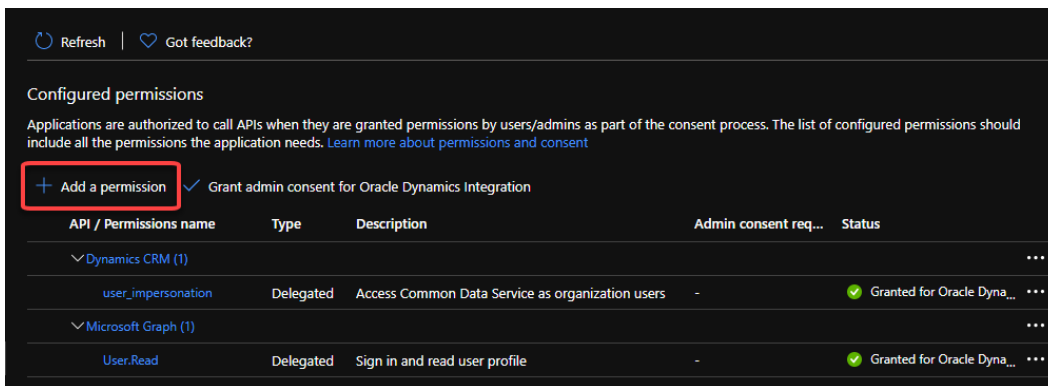 Refresh | Got feedback?
Configured permissions
Applications are authorized to call APIs when they are granted permissions by users/admins as part of the consent process. The list of configured permissions should
include all the permissions the application needs. Learn more about permissions and consent
Add a permission Grant admin consent for Oracle Dynamics Integration
API / Permissions name Type Description Admin consent req... Status
Dynamics CRM (1) ...
user_impersonation Delegated Access Common Data Service as organization users - Granted for Oracle Dyna... ...
Microsoft Graph (1) ...
User.Read Delegated Sign in and read user profile - Granted for Oracle Dyna... ...